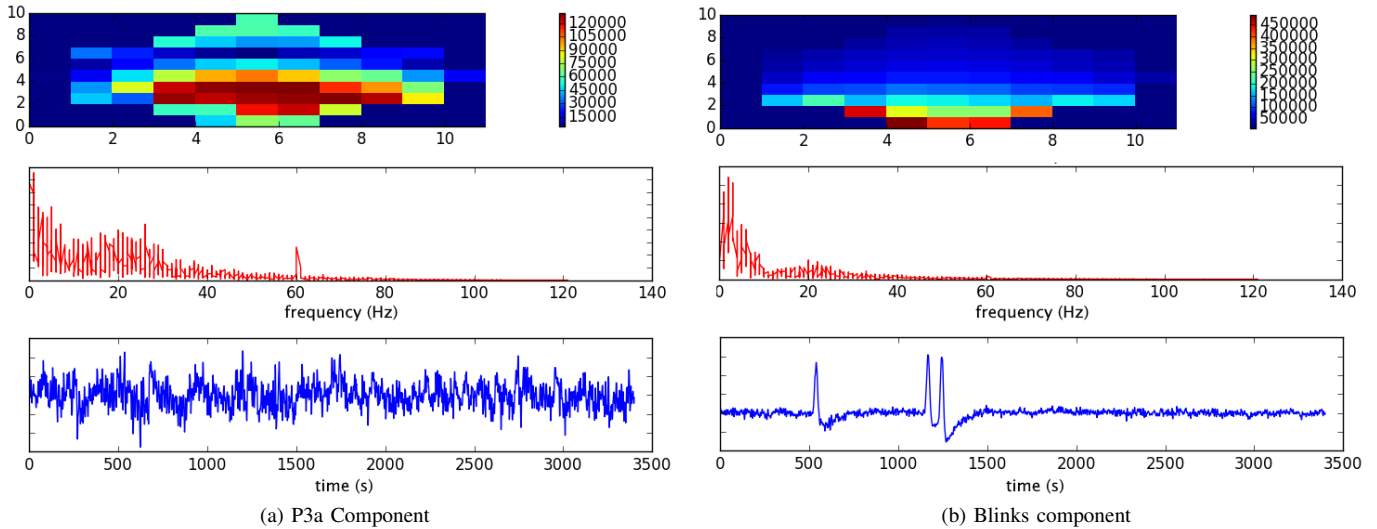 10
8
6
4
2
0
0 2 4 6 8 10
120000
105000
90000
75000
60000
45000
30000
15000
0 20 40 60 80 100 120 140
frequency (Hz)
0 500 1000 1500 2000 2500 3000 3500
time (s)
(a) P3a Component
10
8
6
4
2
0
0 2 4 6 8 10
450000
400000
350000
300000
250000
200000
150000
100000
50000
0 20 40 60 80 100 120 140
frequency (Hz)
0 500 1000 1500 2000 2500 3000 3500
time (s)
(b) Blinks component